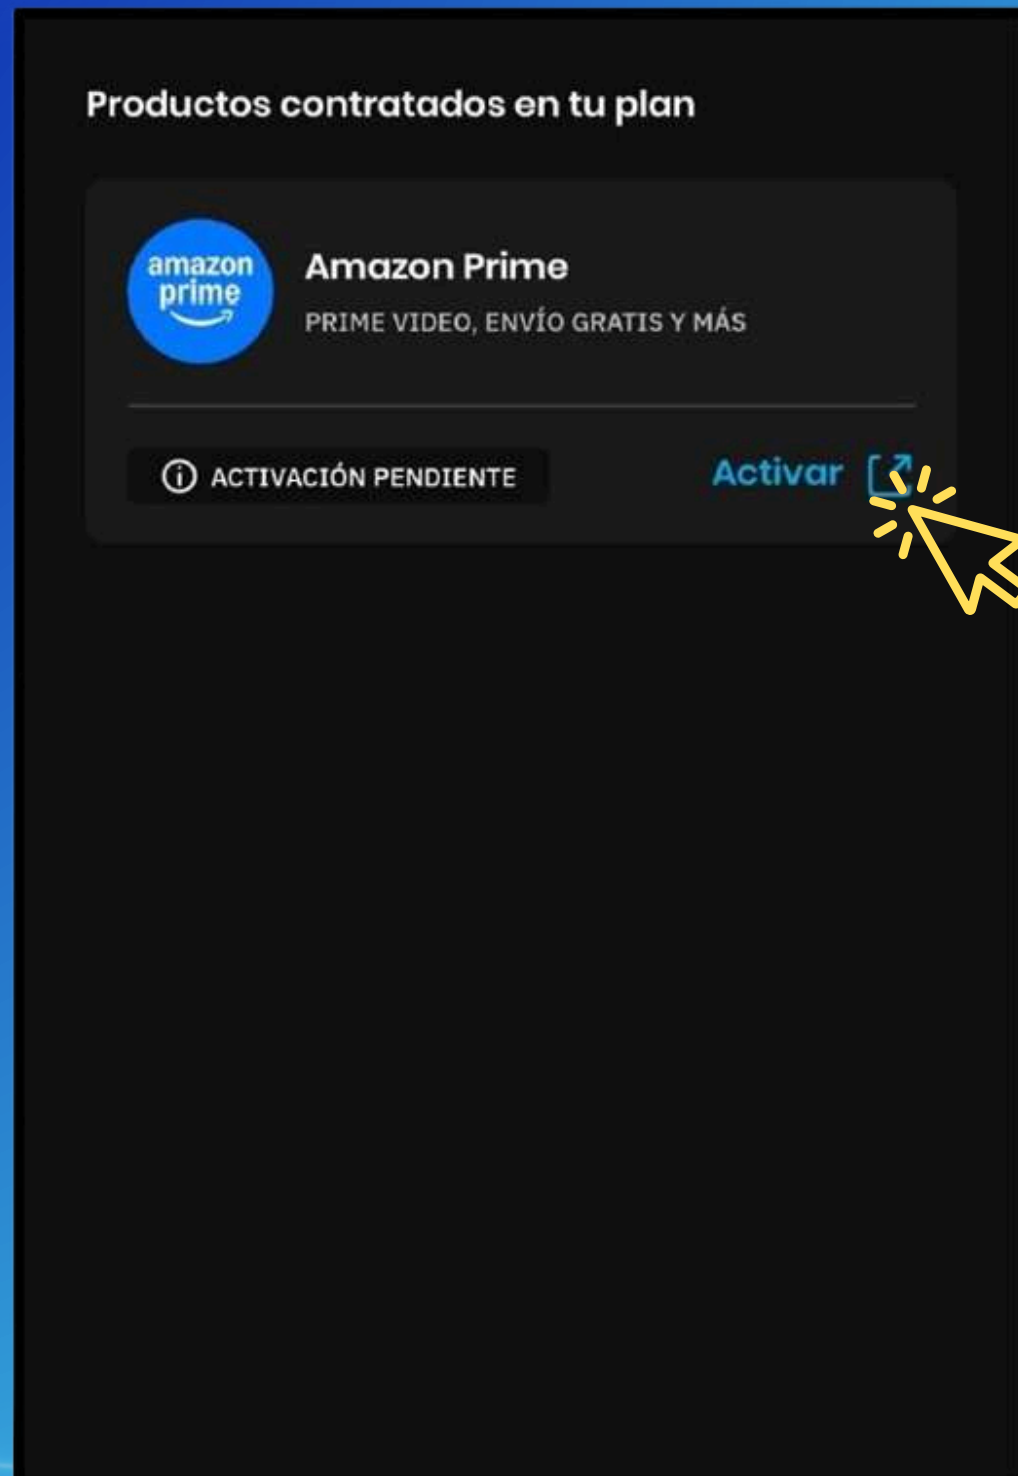 Productos contratados en tu plan
amazon
prime
Amazon Prime
PRIME VIDEO, ENVÍO GRATIS Y MÁS
ACTIVACIÓN PENDIENTE
Activar